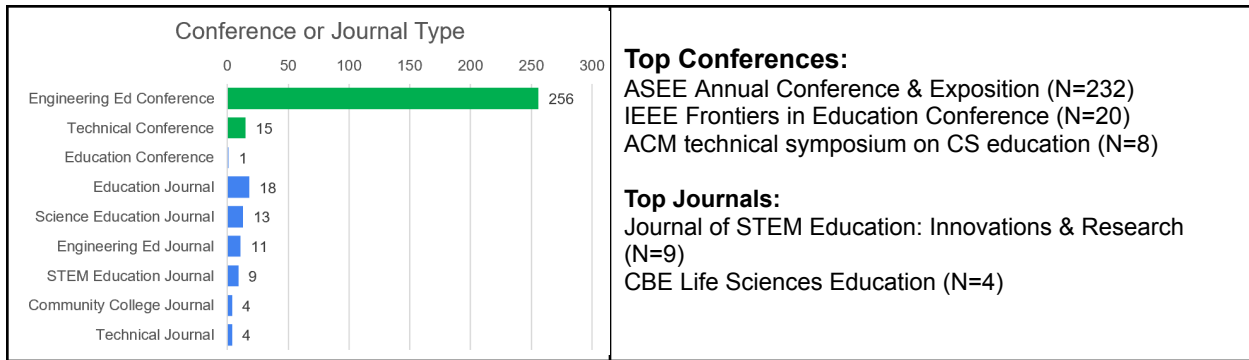 Conference or Journal Type
0 50 100 150 200 250 300
Engineering Ed Conference 256
Technical Conference 15
Education Conference 1
Education Journal 18
Science Education Journal 13
Engineering Ed Journal 11
STEM Education Journal 9
Community College Journal 4
Technical Journal 4
Top Conferences:
ASEE Annual Conference & Exposition (N=232)
IEEE Frontiers in Education Conference (N=20)
ACM technical symposium on CS education (N=8)
Top Journals:
Journal of STEM Education: Innovations & Research
(N=9)
CBE Life Sciences Education (N=4)